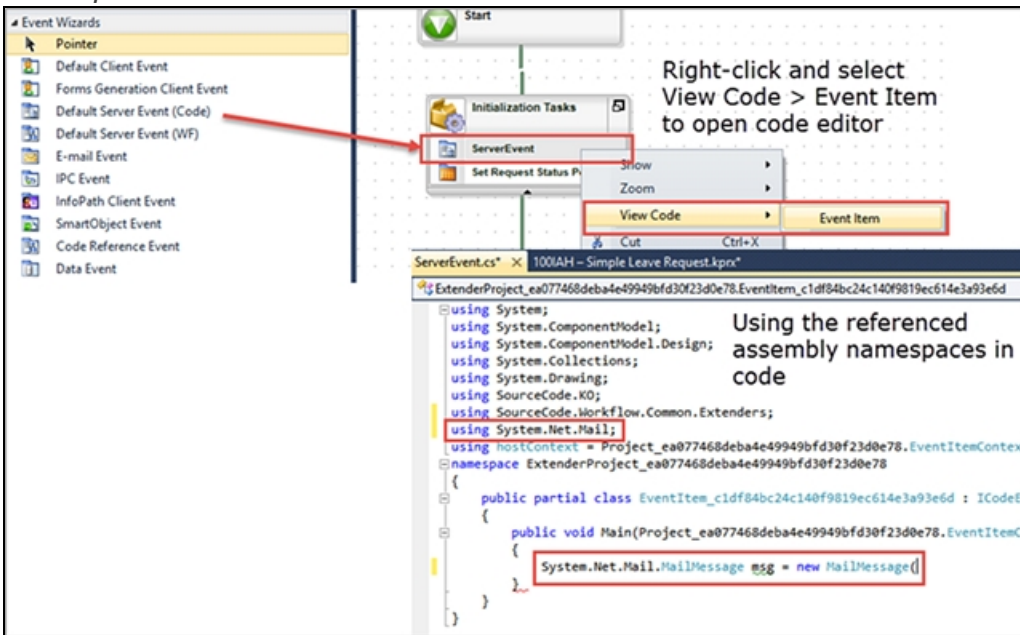 Event Wizards
Pointer
Default Client Event
Forms Generation Client Event
Default Server Event (Code)
Default Server Event (WF)
E-mail Event
IPC Event
InfoPath Client Event
SmartObject Event
Code Reference Event
Data Event
Start
Initialization Tasks
ServerEvent
Set Request Status P
Right-click and select
View Code > Event Item
to open code editor
Show
Zoom
View Code
Event Item
Cut Ctrl+X
ServerEvent.cs* × 100IAH – Simple Leave Request.kprx*
ExtenderProject_ea077468deba4e49949bfd30f23d0e78.EventItem_c1df84bc24c140f9819ec614e3a93e6d
using System;
using System.ComponentModel;
using System.ComponentModel.Design;
using System.Collections;
using System.Drawing;
using SourceCode.KO;
using SourceCode.Workflow.Common.Extenders;
using System.Net.Mail;
using hostContext = Project_ea077468deba4e49949bfd30f23d0e78.EventItemContex
namespace ExtenderProject_ea077468deba4e49949bfd30f23d0e78
{
public partial class EventItem_c1df84bc24c140f9819ec614e3a93e6d : ICodeE
{
public void Main(Project_ea077468deba4e49949bfd30f23d0e78.EventItemC
{
System.Net.Mail.MailMessage msg = new MailMessage(
}
}
}
Using the referenced
assembly namespaces in
code